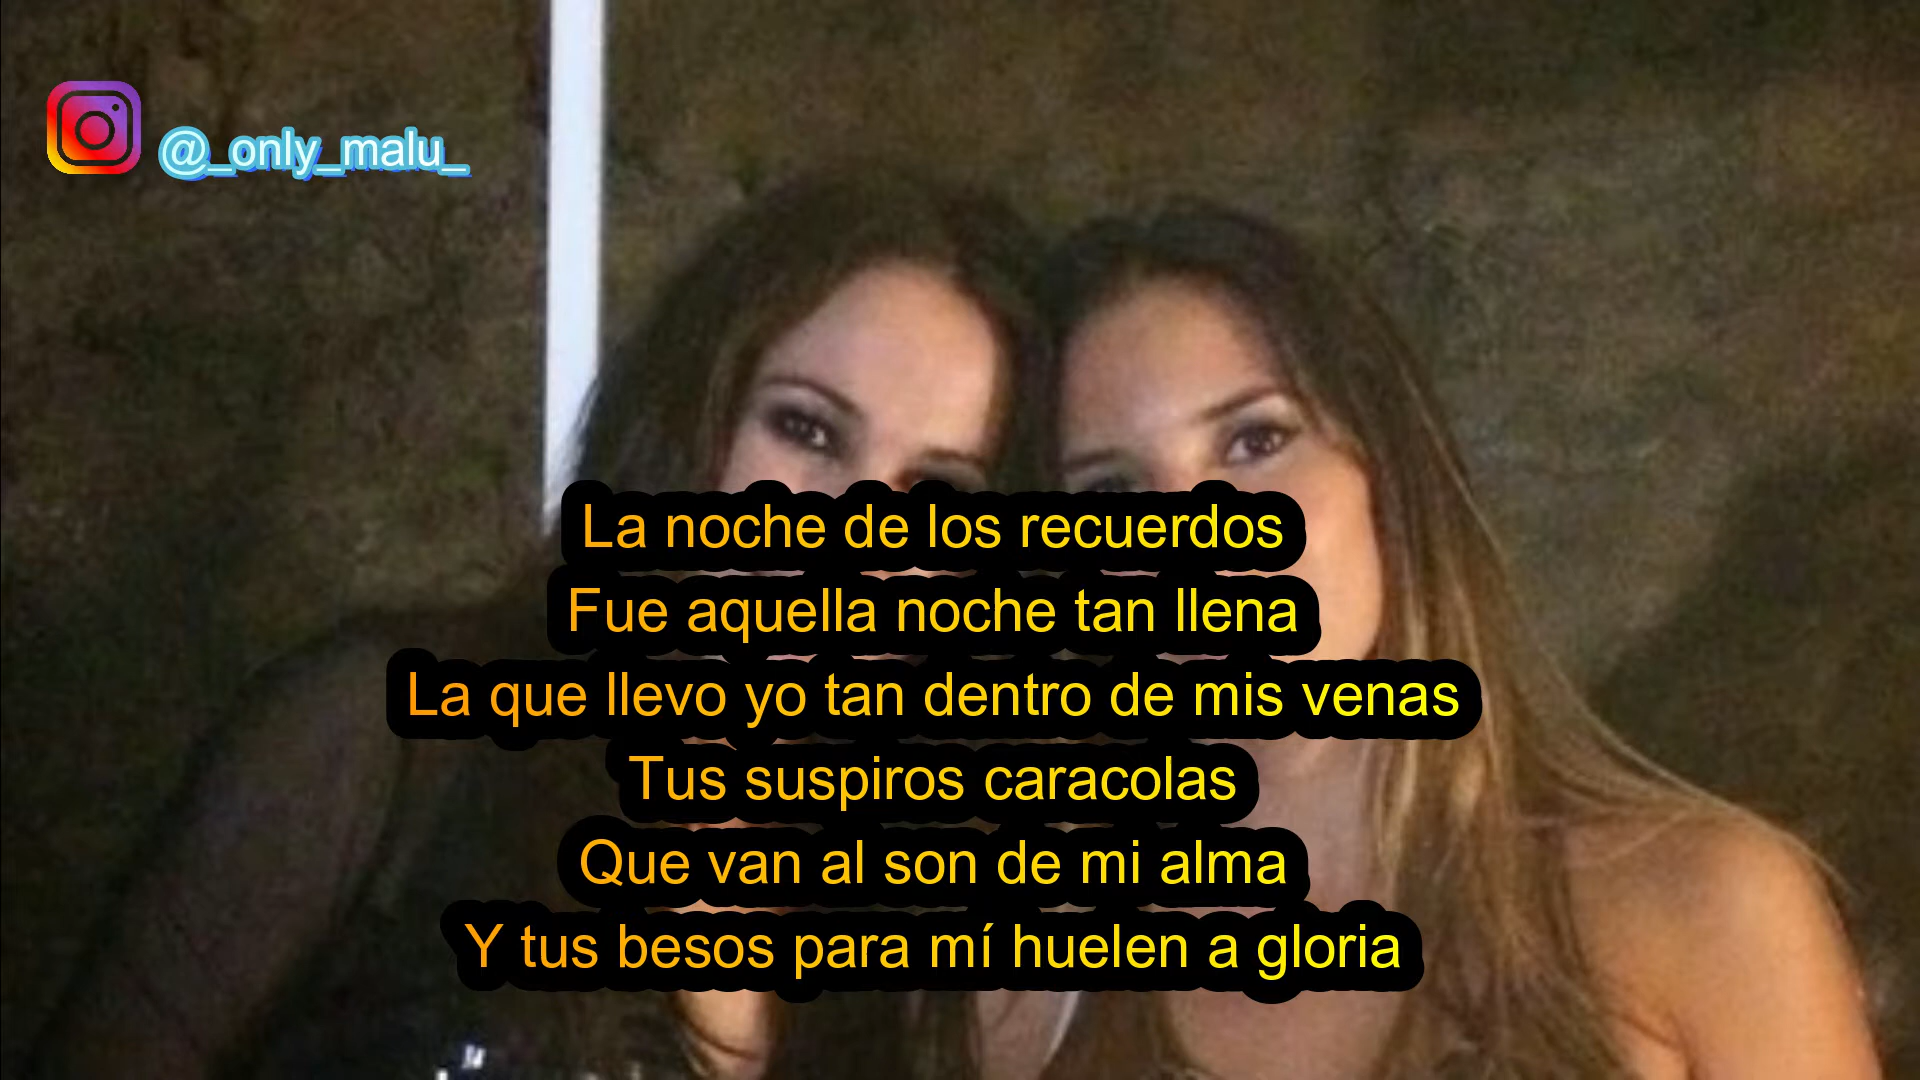 @_only_malu_
La noche de los recuerdos
Fue aquella noche tan llena
La que llevo yo tan dentro de mis venas
Tus suspiros caracolas
Que van al son de mi alma
Y tus besos para mí huelen a gloria